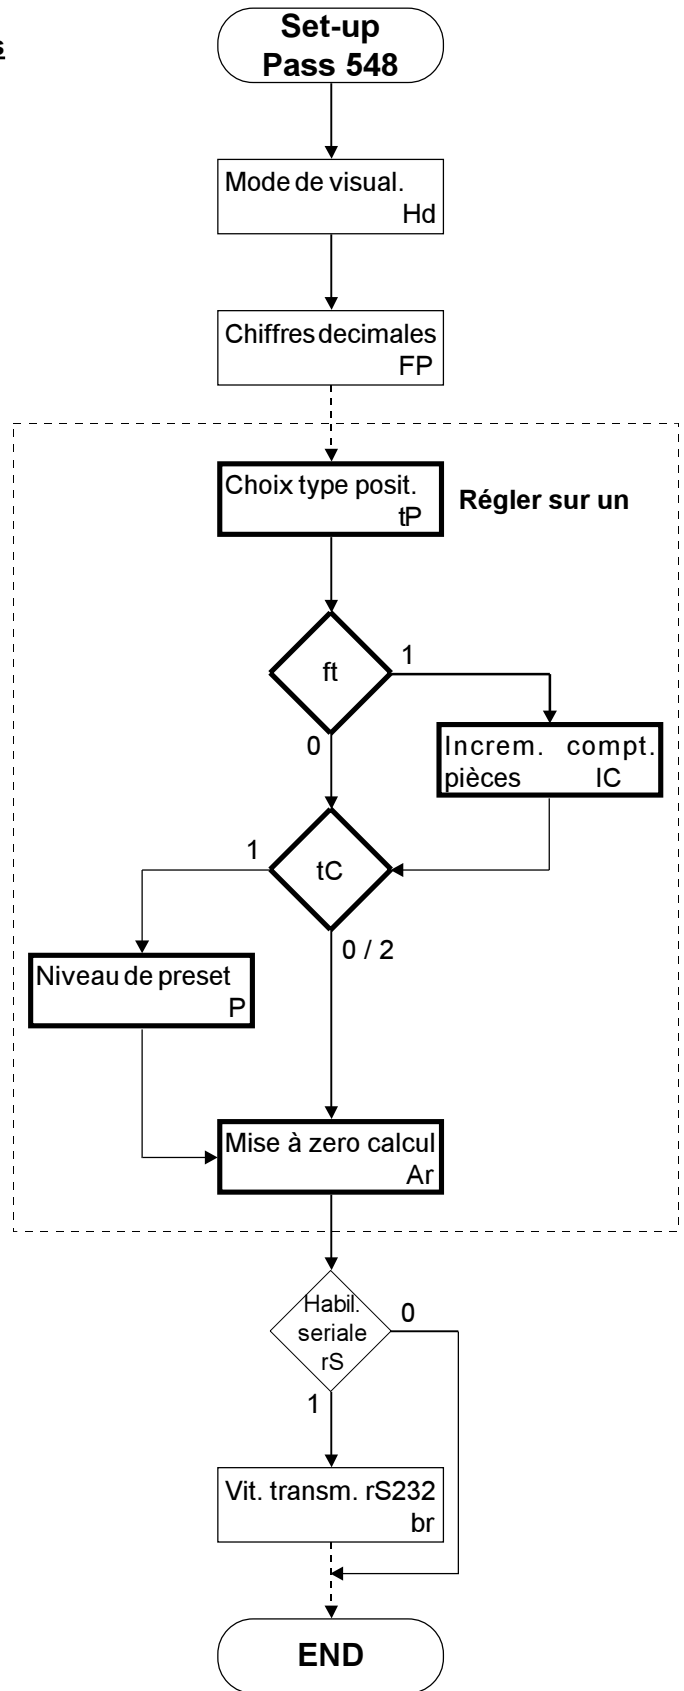 s
Set-up
Pass 548
Mode de visual.
Hd
Chiffres decimales
FP
Choix type posit.
tP
Régler sur un
ft
1
0
Increm. compt.
pièces IC
tC
1
0 / 2
Niveau de preset
P
Mise à zero calcul
Ar
Habil.
seriale
rS
0
1
Vit. transm. rS232
br
END